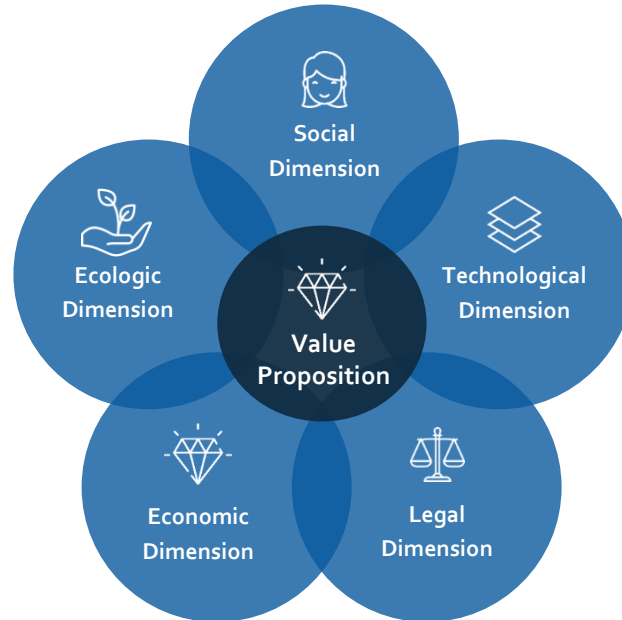 Social
Dimension
Ecologic
Dimension
Technological
Dimension
Value
Proposition
Economic
Dimension
Legal
Dimension